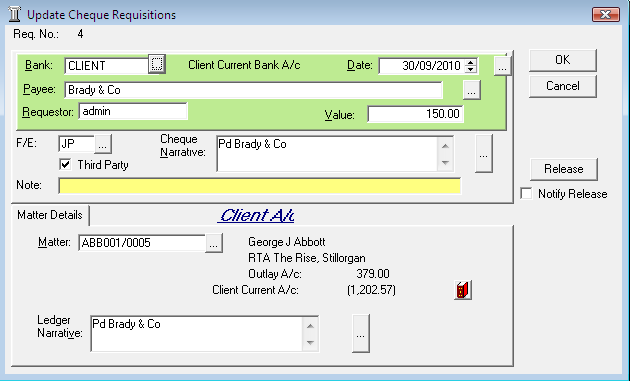 Update Cheque Requisitions
Req. No.: 4
Bank: CLIENT ... Client Current Bank A/c Date: 30/09/2010 ... OK
Payee: Brady & Co ... Cancel
Requestor: admin Value: 150.00
F/E: JP ... Cheque Narrative: Pd Brady & Co ...
Third Party
Release
Note:
Notify Release
Matter Details Client A/c
Matter: ABB001/0005 ... George J Abbott
RTA The Rise, Stillorgan
Outlay A/c: 379.00
Client Current A/c: (1,202.57)
Ledger Narrative: Pd Brady & Co ...